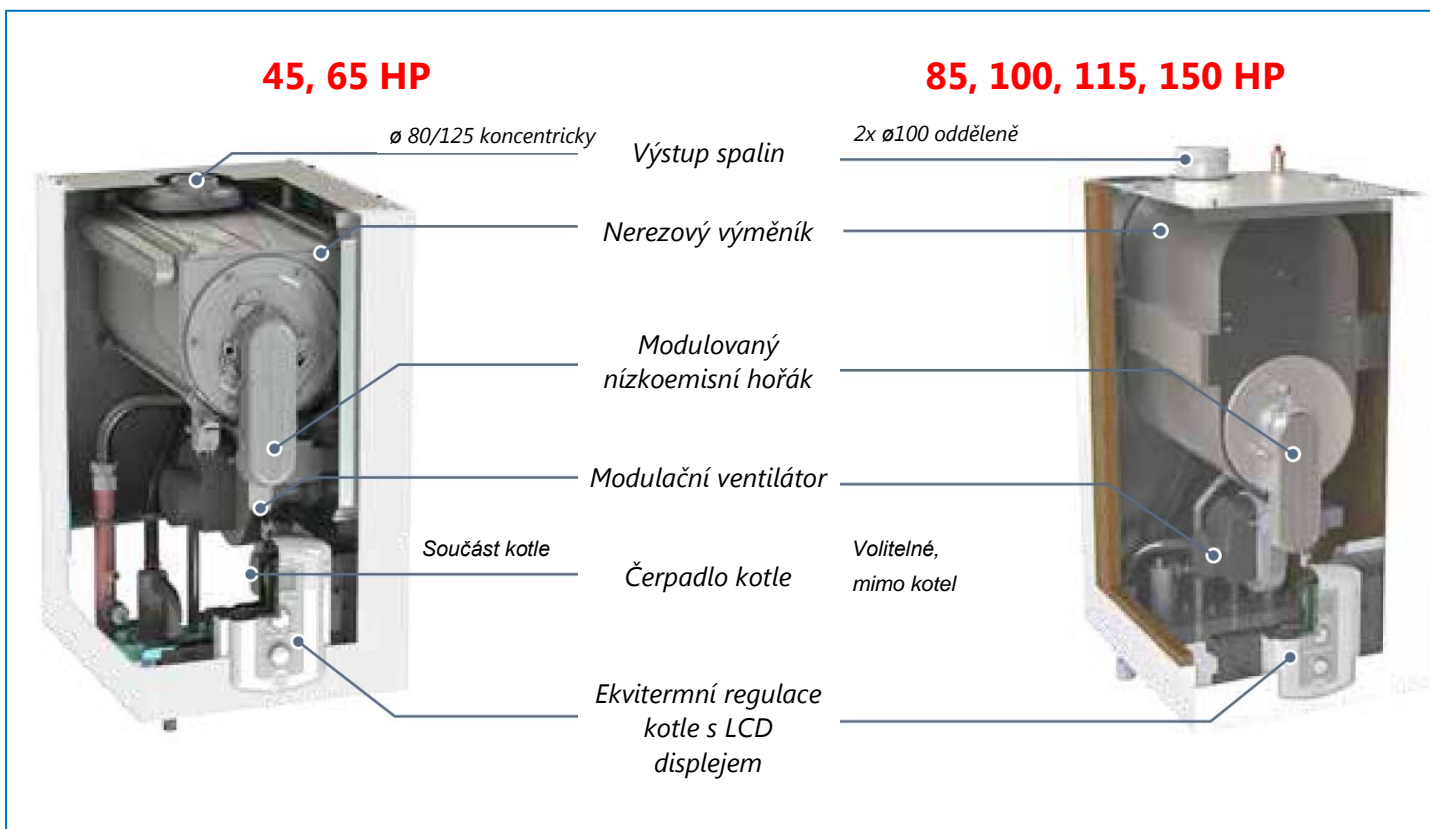 45, 65 HP
85, 100, 115, 150 HP
ø 80/125 koncentricky
Výstup spalin
2x ø100 odděleně
Nerezový výměník
Modulovaný
nízkoemisní hořák
Modulační ventilátor
Součást kotle
Čerpadlo kotle
Volitelné,
mimo kotel
Ekvitermní regulace
kotle s LCD
displejem